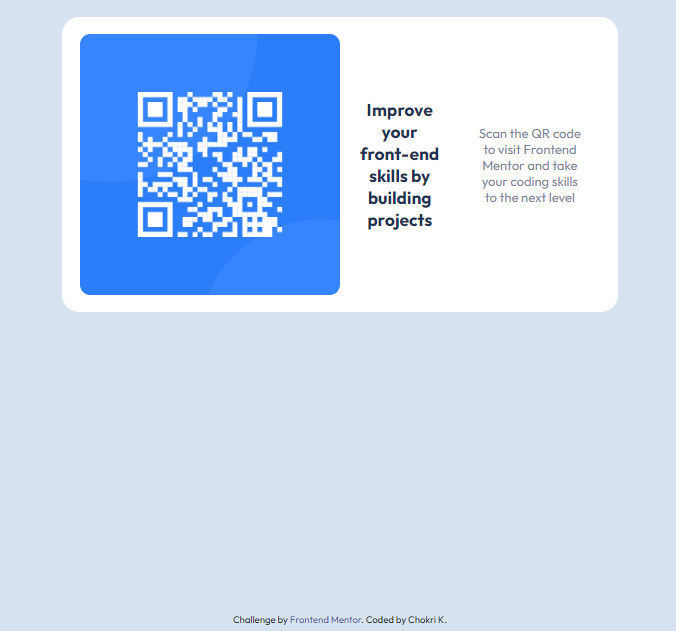 Improve
your
front-end
skills by
building
projects
Scan the QR code
to visit Frontend
Mentor and take
your coding skills
to the next level
Challenge by Frontend Mentor. Coded by Chokri K.